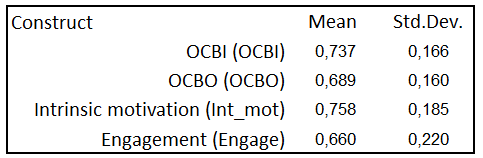 Construct Mean Std.Dev.
OCBI (OCBI) 0,737 0,166
OCBO (OCBO) 0,689 0,160
Intrinsic motivation (Int_mot) 0,758 0,185
Engagement (Engage) 0,660 0,220